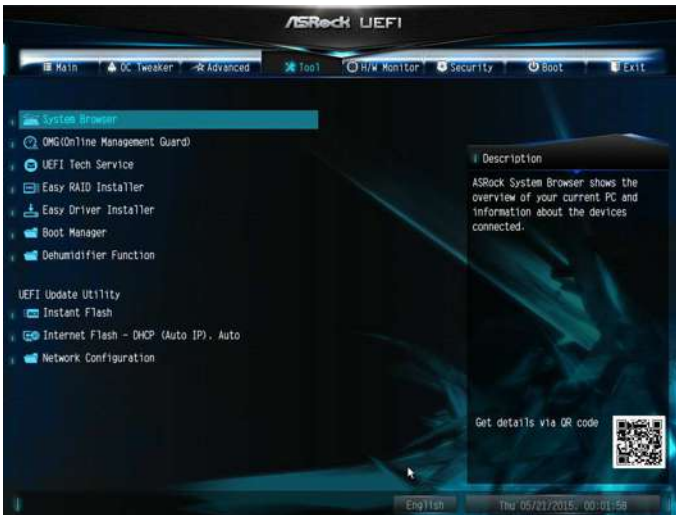 ASRock UEFI
Main OC Tweaker Advanced Tool H/W Monitor Security Boot Exit
System Browser
OMG(Online Management Guard)
UEFI Tech Service
Easy RAID Installer
Easy Driver Installer
Boot Manager
Dehumidifier Function
UEFI Update Utility
Instant Flash
Internet Flash - DHCP (Auto IP), Auto
Network Configuration
Description
ASRock System Browser shows the
overview of your current PC and
information about the devices
connected.
Get details via QR code
English
Thu 05/21/2015, 00:01:58